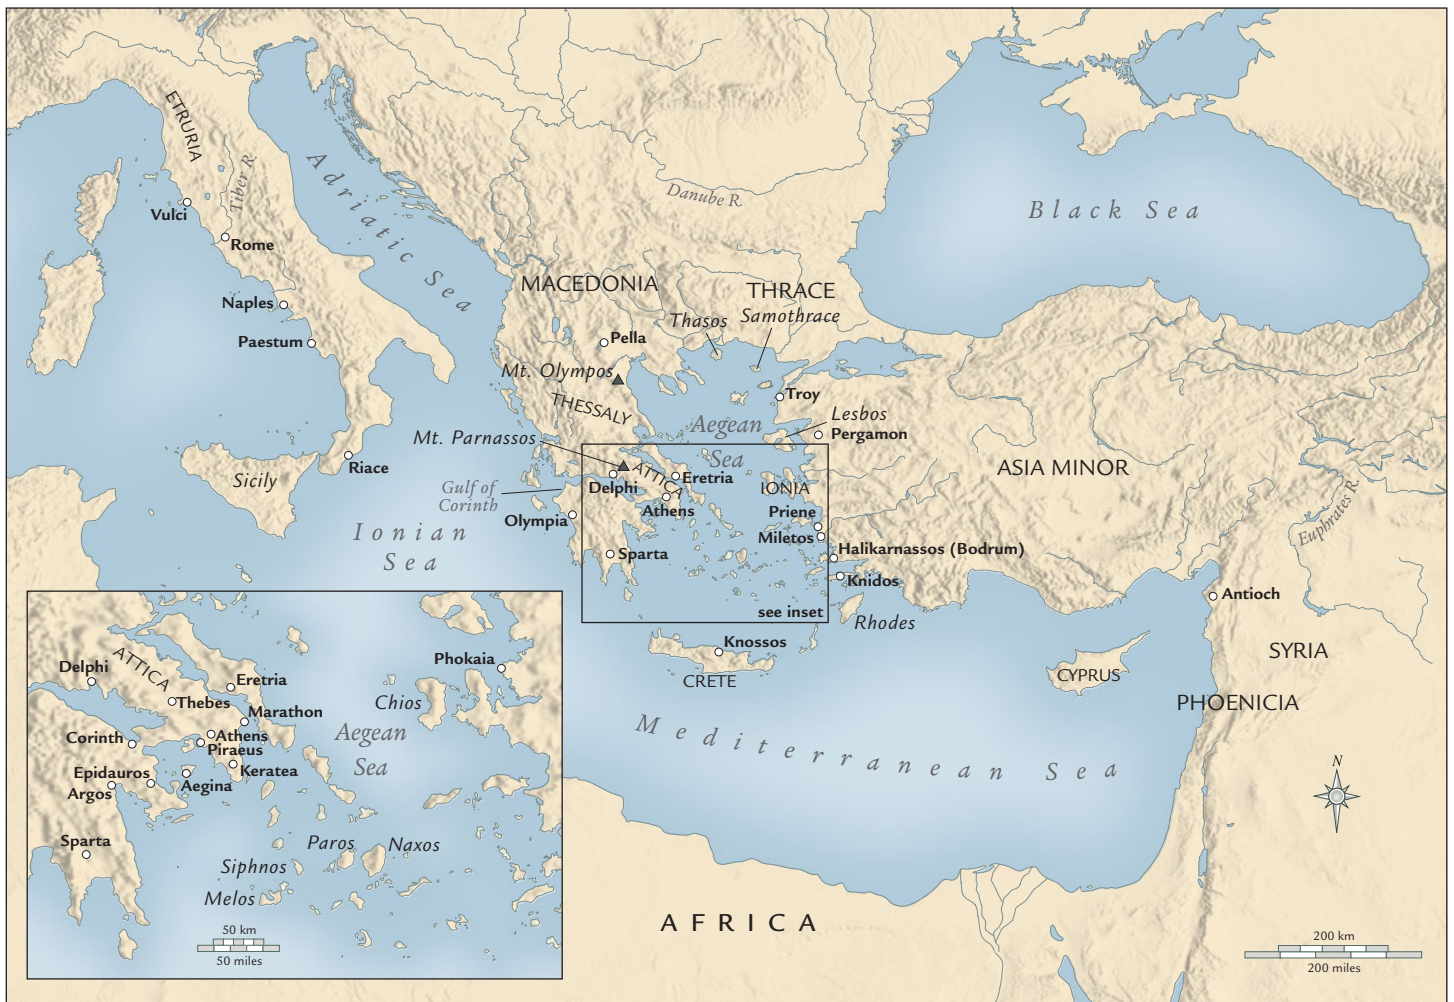 ETRURIA
Tiber R.
Adriatic Sea
Vulci
Rome
Naples
Paestum
Riace
Sicily
Ionian
Sea
Danube R.
Black Sea
MACEDONIA
THRACE
Thasos
Samothrace
Pella
Mt. Olympos
THESSALY
Troy
Aegean
Sea
Lesbos
Pergamon
Mt. Parnassos
ATTICA
Delphi
Eretria
Athens
Gulf of
Corinth
Olympia
Sparta
IONIA
Priene
Miletos
Halikarnassos (Bodrum)
Knidos
see inset
Rhodes
Knossos
CRETE
ASIA MINOR
Euphrates R.
Antioch
SYRIA
CYPRUS
PHOENICIA
Mediterranean Sea
AFRICA
N
200 km
200 miles
Delphi
ATTICA
Eretria
Thebes
Marathon
Corinth
Athens
Piraeus
Keratea
Epidauros
Argos
Aegina
Sparta
Phokaia
Chios
Aegean
Sea
Paros
Naxos
Siphnos
Melos
50 km
50 miles